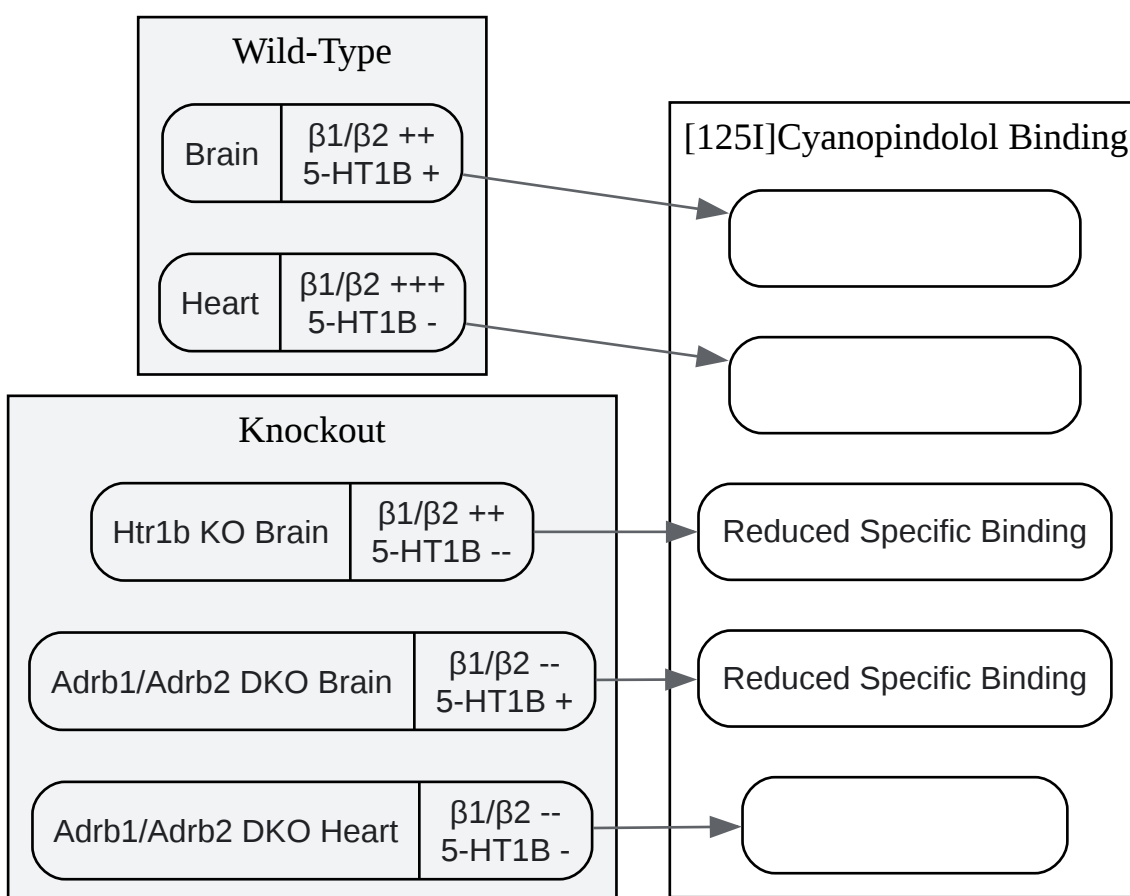 Wild-Type
Brain
β1/β2 ++
5-HT1B +
Heart
β1/β2 +++
5-HT1B -
[125I]Cyanopindolol Binding
Knockout
Htr1b KO Brain
β1/β2 ++
5-HT1B --
Reduced Specific Binding
Adrb1/Adrb2 DKO Brain
β1/β2 --
5-HT1B +
Reduced Specific Binding
Adrb1/Adrb2 DKO Heart
β1/β2 --
5-HT1B -